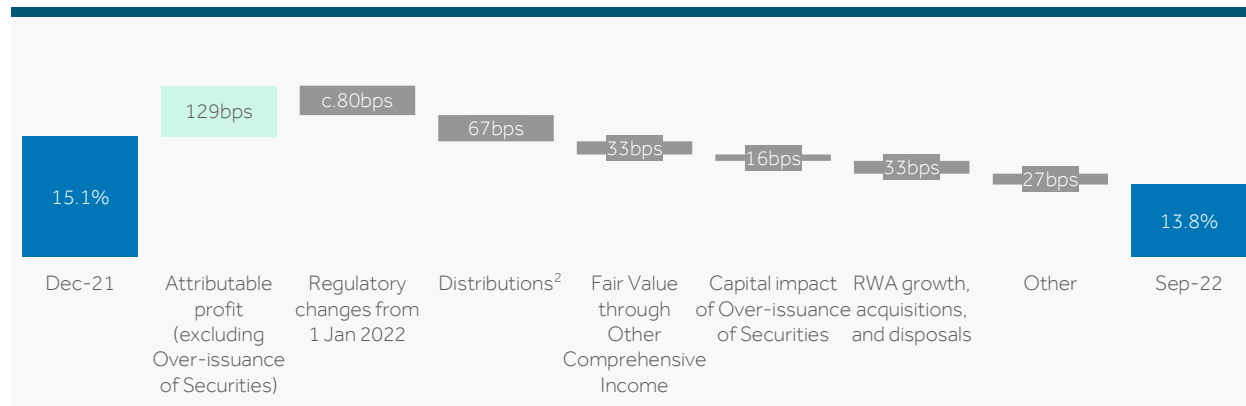 129bps
c.80bps
67bps
33bps
16bps
33bps
27bps
15.1%
13.8%
Dec-21
Attributable
profit
(excluding
Over-issuance
of Securities)
Regulatory
changes from
1 Jan 2022
Distributions²
Fair Value
through
Other
Comprehensive
Income
Capital impact
of Over-issuance
of Securities
RWA growth,
acquisitions,
and disposals
Other
Sep-22